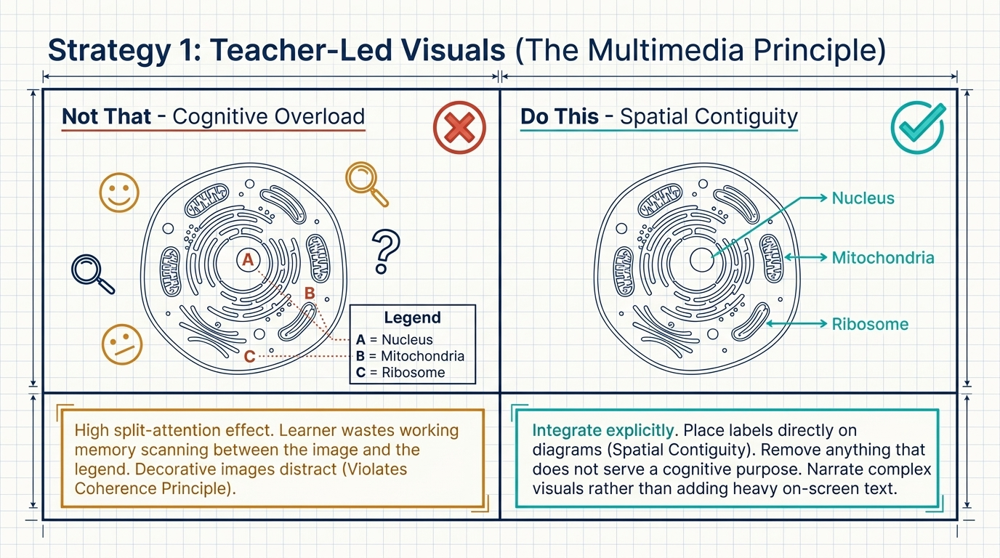 Strategy 1: Teacher-Led Visuals (The Multimedia Principle)
Not That - Cognitive Overload
A
B
C
Legend
A = Nucleus
B = Mitochondria
C = Ribosome
High split-attention effect. Learner wastes working
memory scanning between the image and the
legend. Decorative images distract (Violates
Coherence Principle).
Do This - Spatial Contiguity
Nucleus
Mitochondria
Ribosome
Integrate explicitly. Place labels directly on
diagrams (Spatial Contiguity). Remove anything that
does not serve a cognitive purpose. Narrate complex
visuals rather than adding heavy on-screen text.